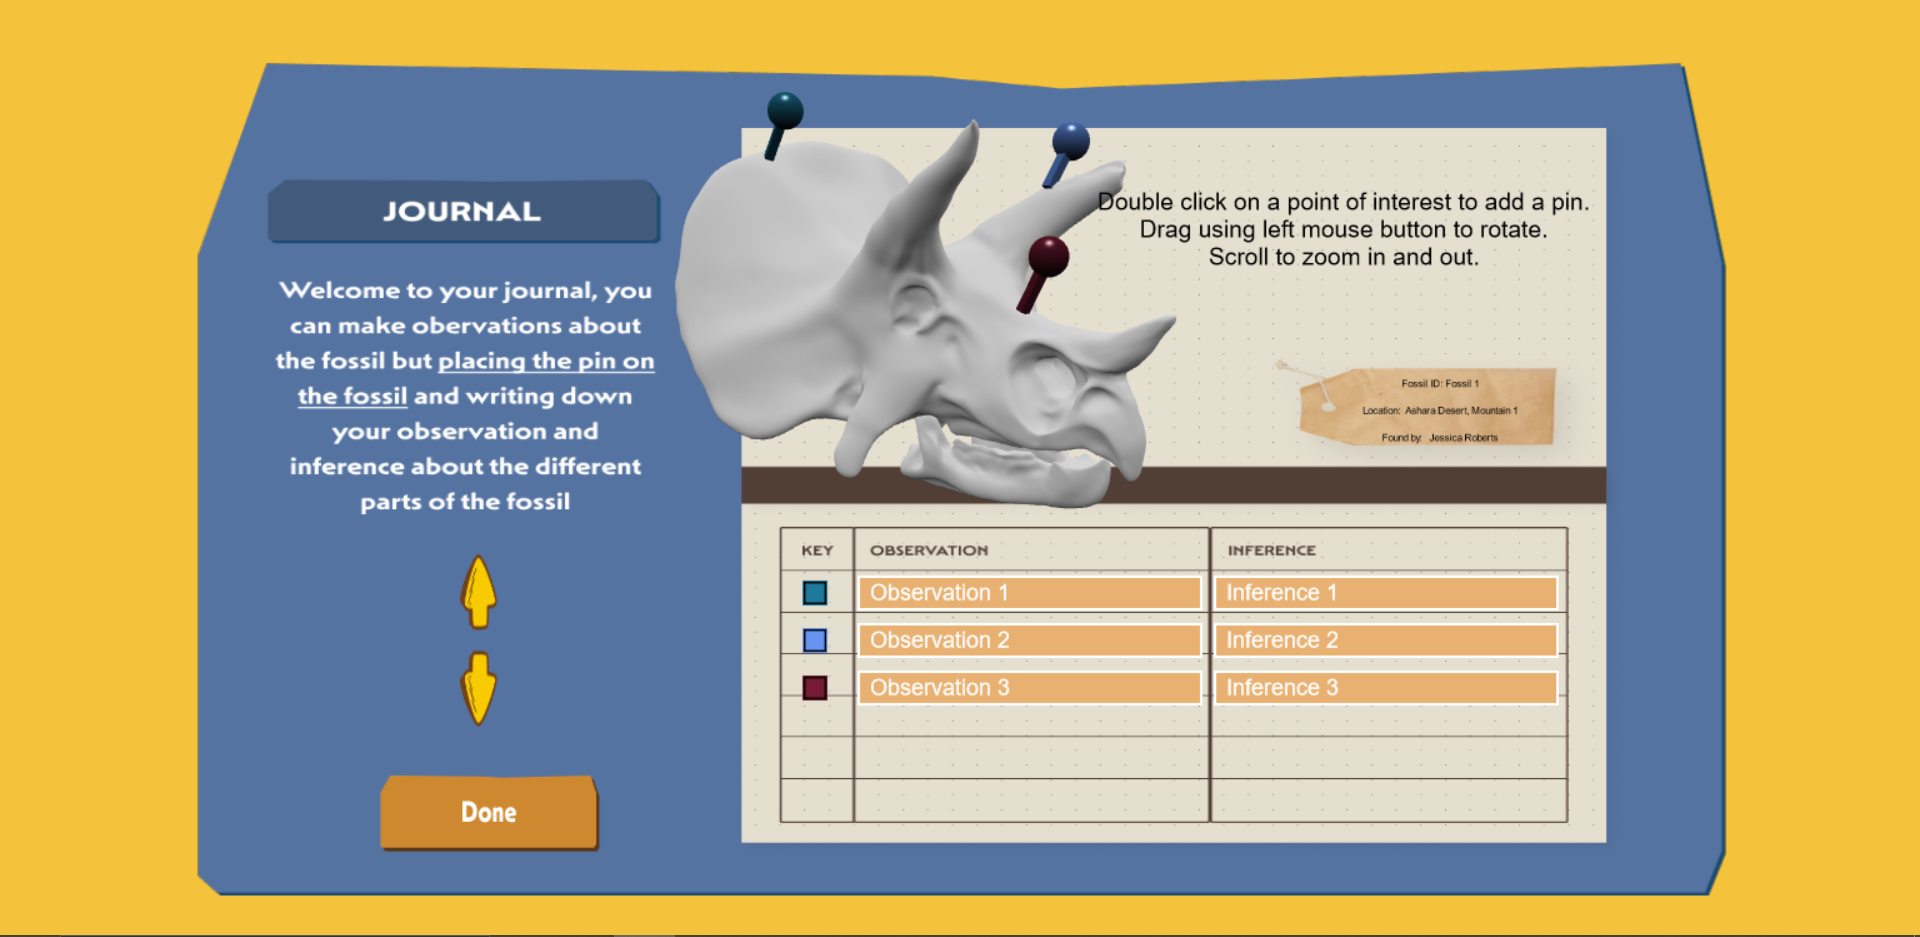 JOURNAL
Welcome to your journal, you
can make obervations about
the fossil but placing the pin on
the fossil and writing down
your observation and
inference about the different
parts of the fossil
Done
Double click on a point of interest to add a pin.
Drag using left mouse button to rotate.
Scroll to zoom in and out.
Fossil ID: Fossil 1
Location: Ashara Desert, Mountain 1
Found by: Jessica Roberts
KEY OBSERVATION INFERENCE
Observation 1 Inference 1
Observation 2 Inference 2
Observation 3 Inference 3